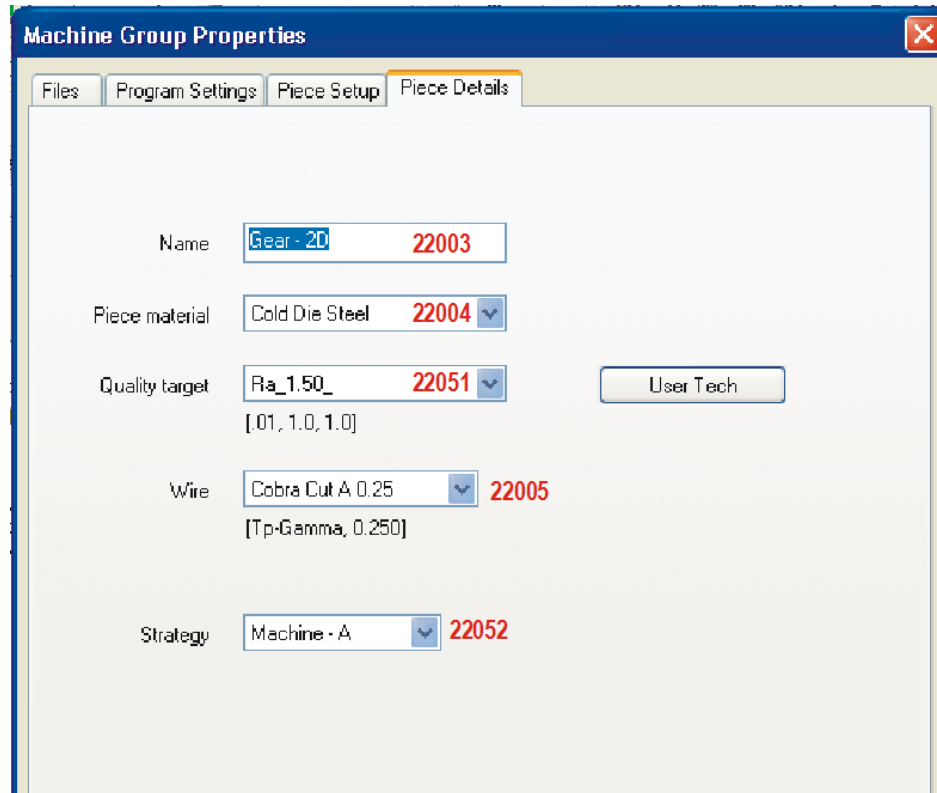 Machine Group Properties
Files Program Settings Piece Setup Piece Details
Name Gear - 2D 22003
Piece material Cold Die Steel 22004
Quality target Ra_1.50_ 22051 User Tech
[.01, 1.0, 1.0]
Wire Cobra Cut A 0.25 22005
[Tp-Gamma, 0.250]
Strategy Machine - A 22052